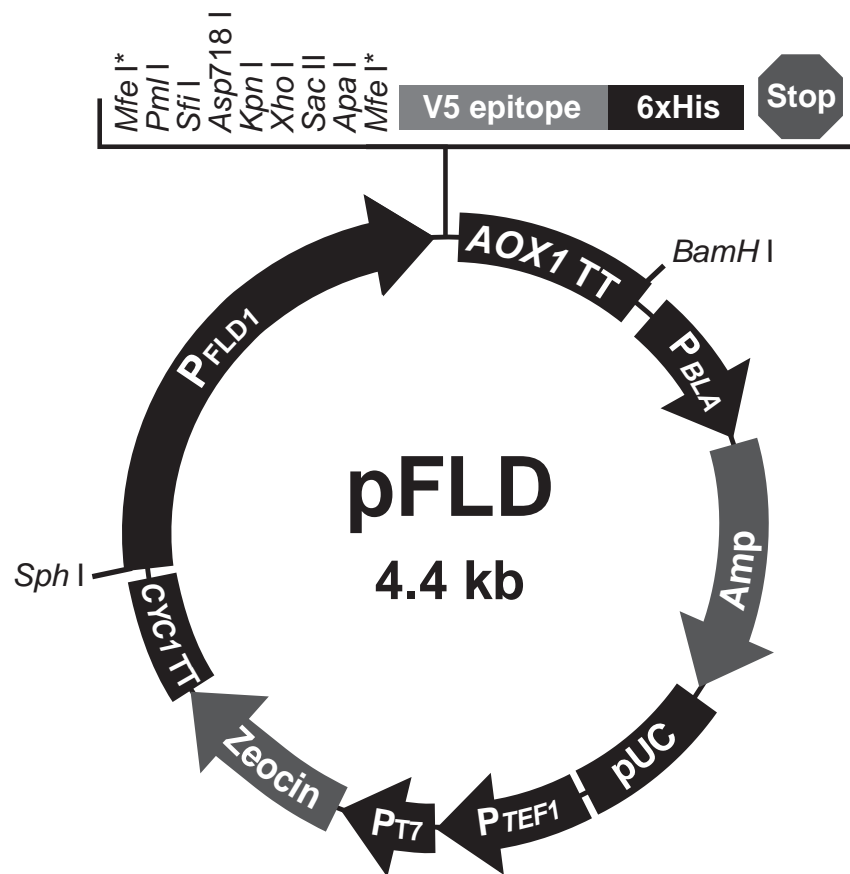 Mfe I*
Pml I
Sfi I
Asp718 I
Kpn I
Xho I
Sac II
Apa I
Mfe I*
V5 epitope
6xHis
Stop
AOX1 TT
BamH I
PBLA
Amp
pUC
PTEF1
PT7
Zeocin
CYC1 TT
Sph I
PFLD1
pFLD
4.4 kb